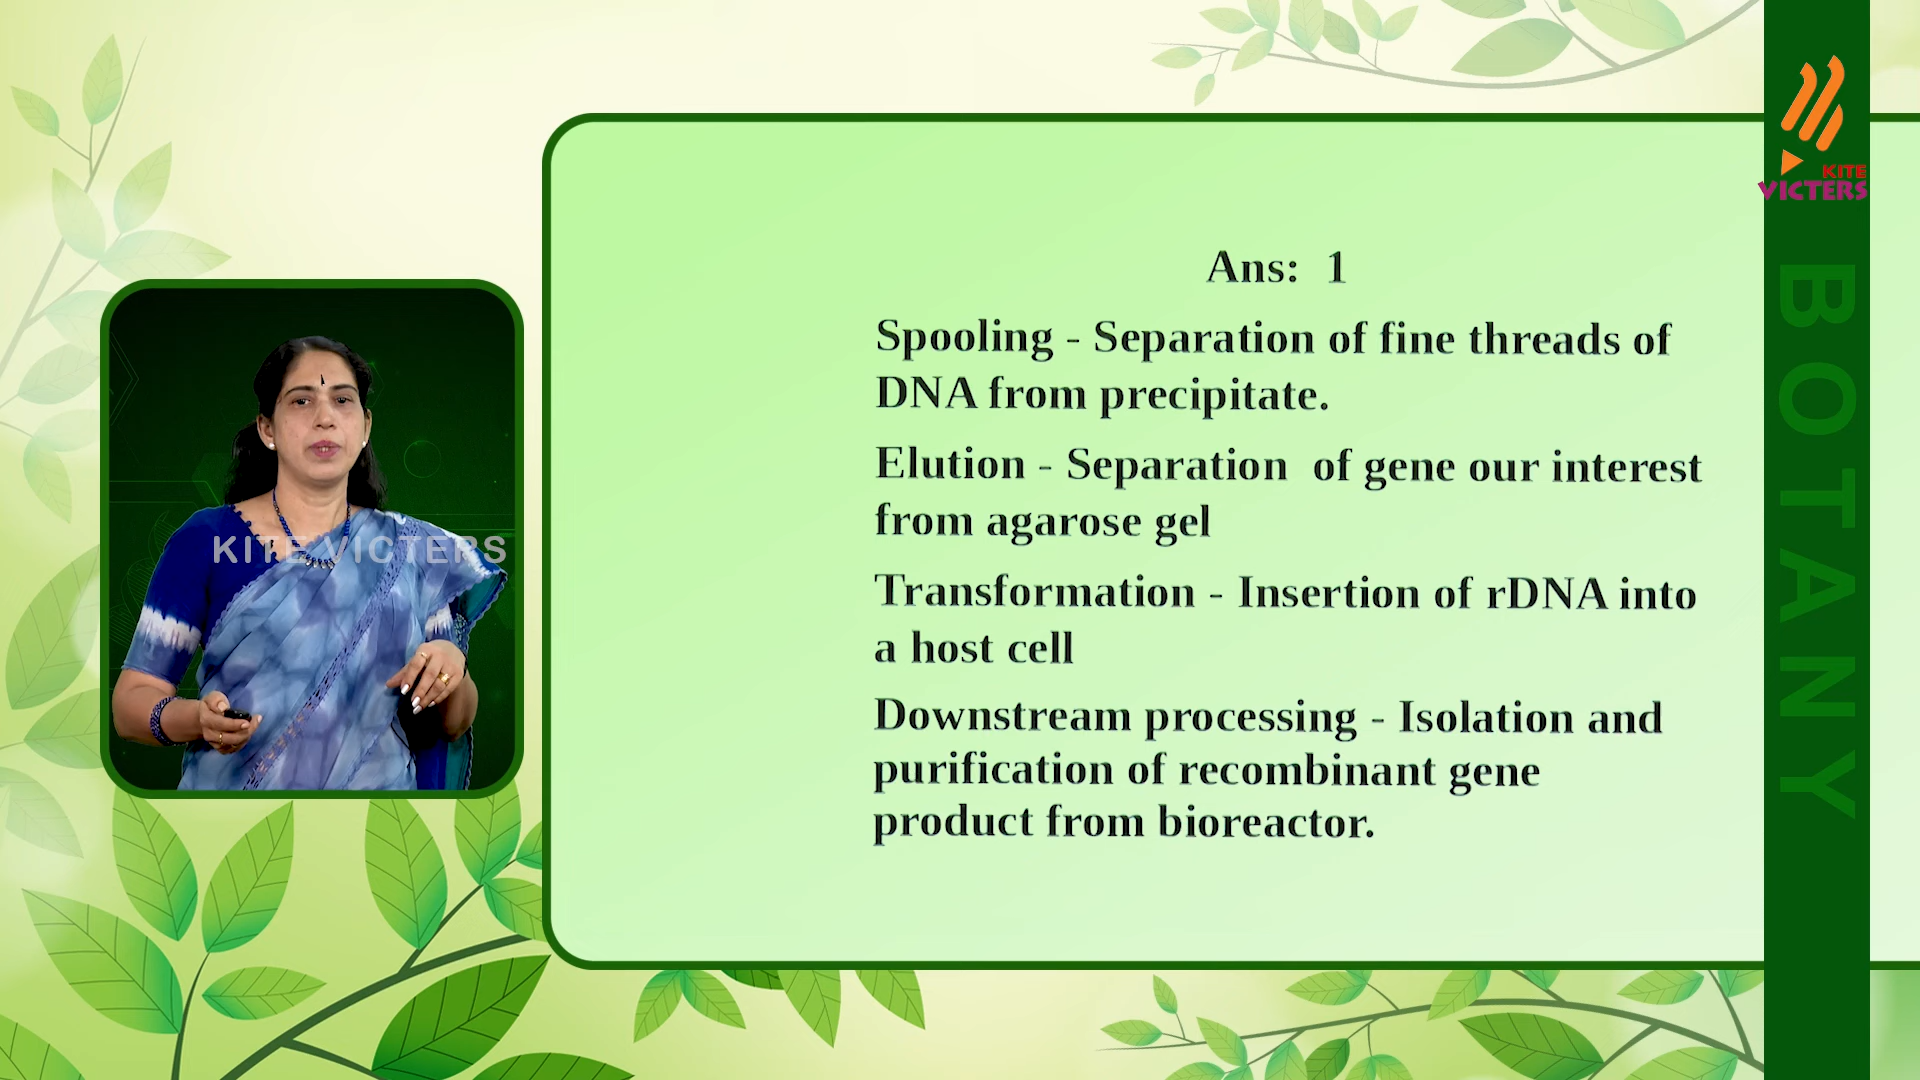 Ans: 1
Spooling - Separation of fine threads of
DNA from precipitate.
Elution - Separation of gene our interest
from agarose gel
Transformation - Insertion of rDNA into
a host cell
Downstream processing - Isolation and
purification of recombinant gene
product from bioreactor.
KITE VICTERS
KITE
VICTERS
BOTANY